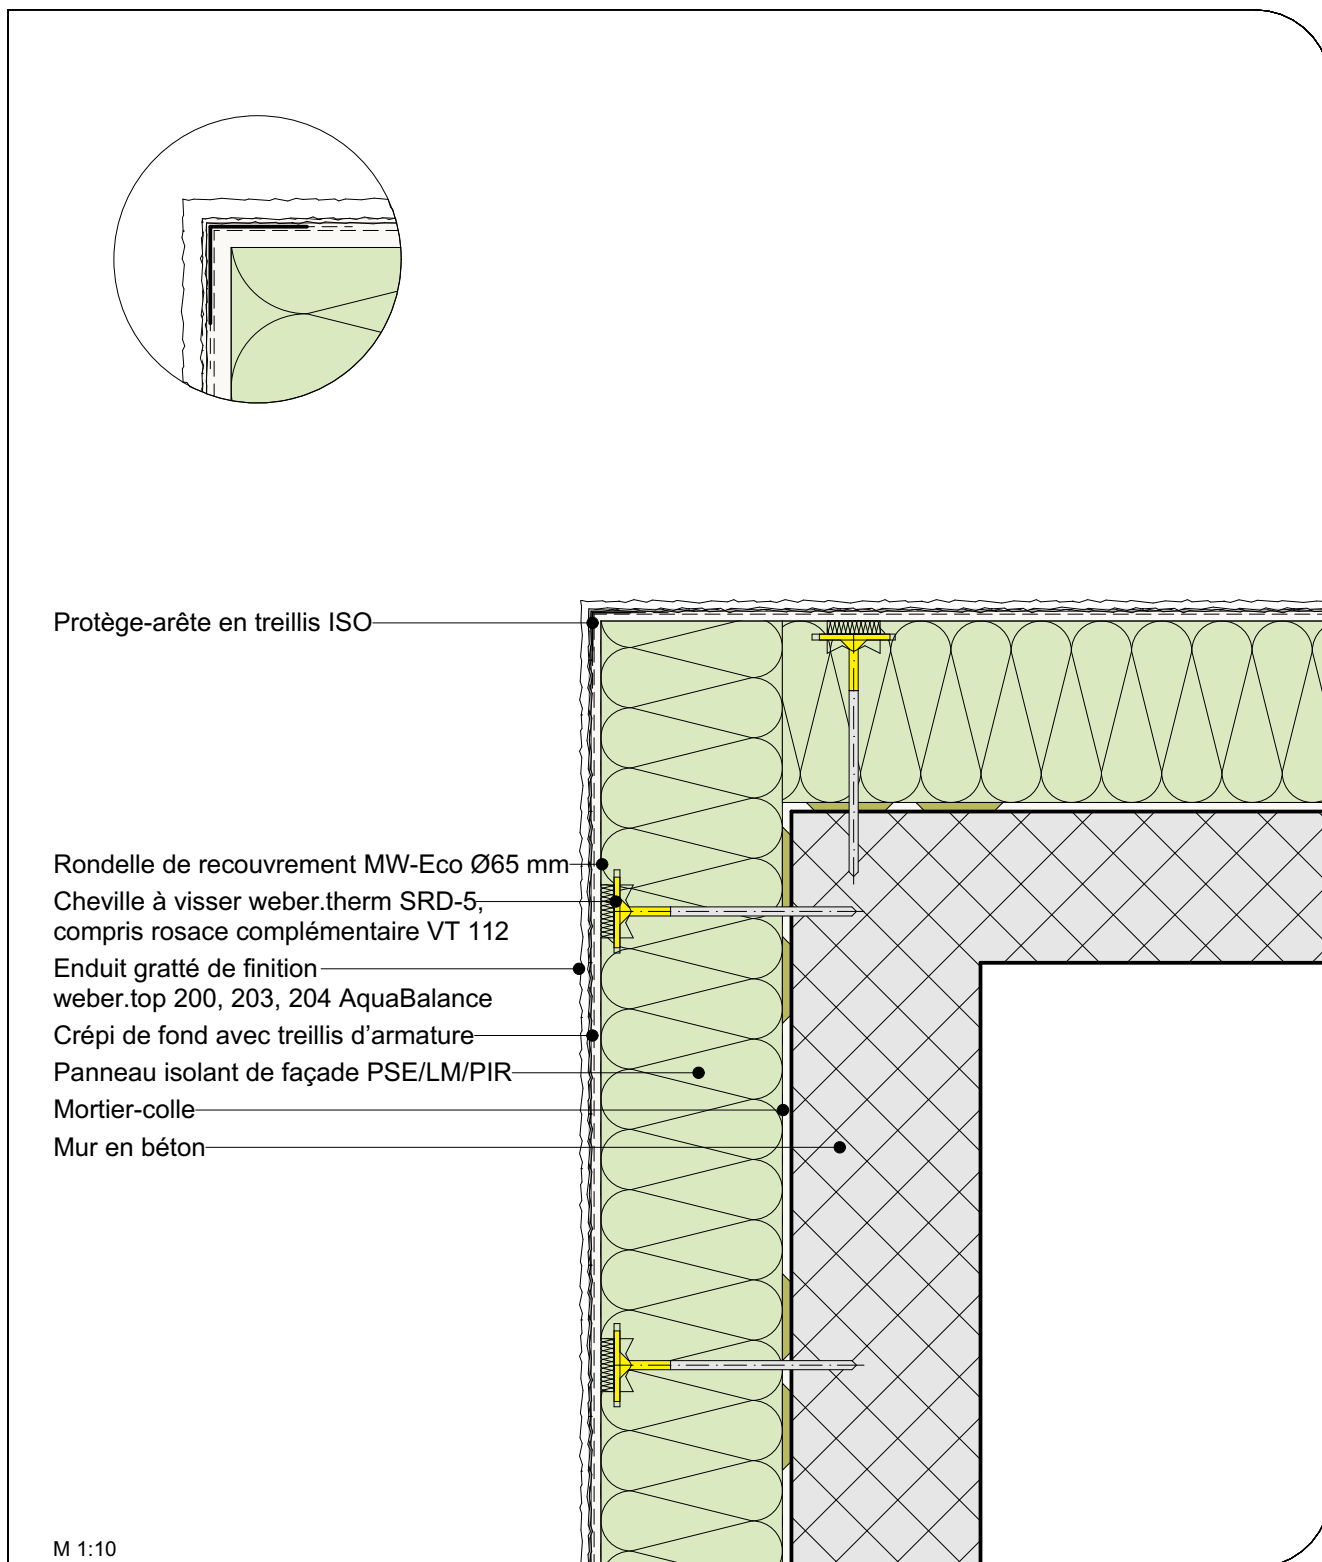 Protège-arête en treillis ISO
Rondelle de recouvrement MW-Eco Ø65 mm
Cheville à visser weber.therm SRD-5,
compris rosace complémentaire VT 112
Enduit gratté de finition
weber.top 200, 203, 204 AquaBalance
Crépi de fond avec treillis d’armature
Panneau isolant de façade PSE/LM/PIR
Mortier-colle
Mur en béton
M 1:10